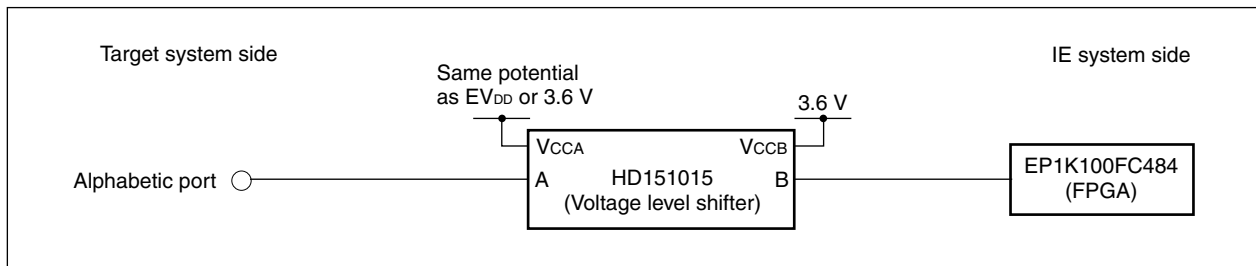 Target system side
IE system side
Same potential
as EVDD or 3.6 V
3.6 V
VCCA
VCCB
Alphabetic port
A
HD151015
B
(Voltage level shifter)
EP1K100FC484
(FPGA)